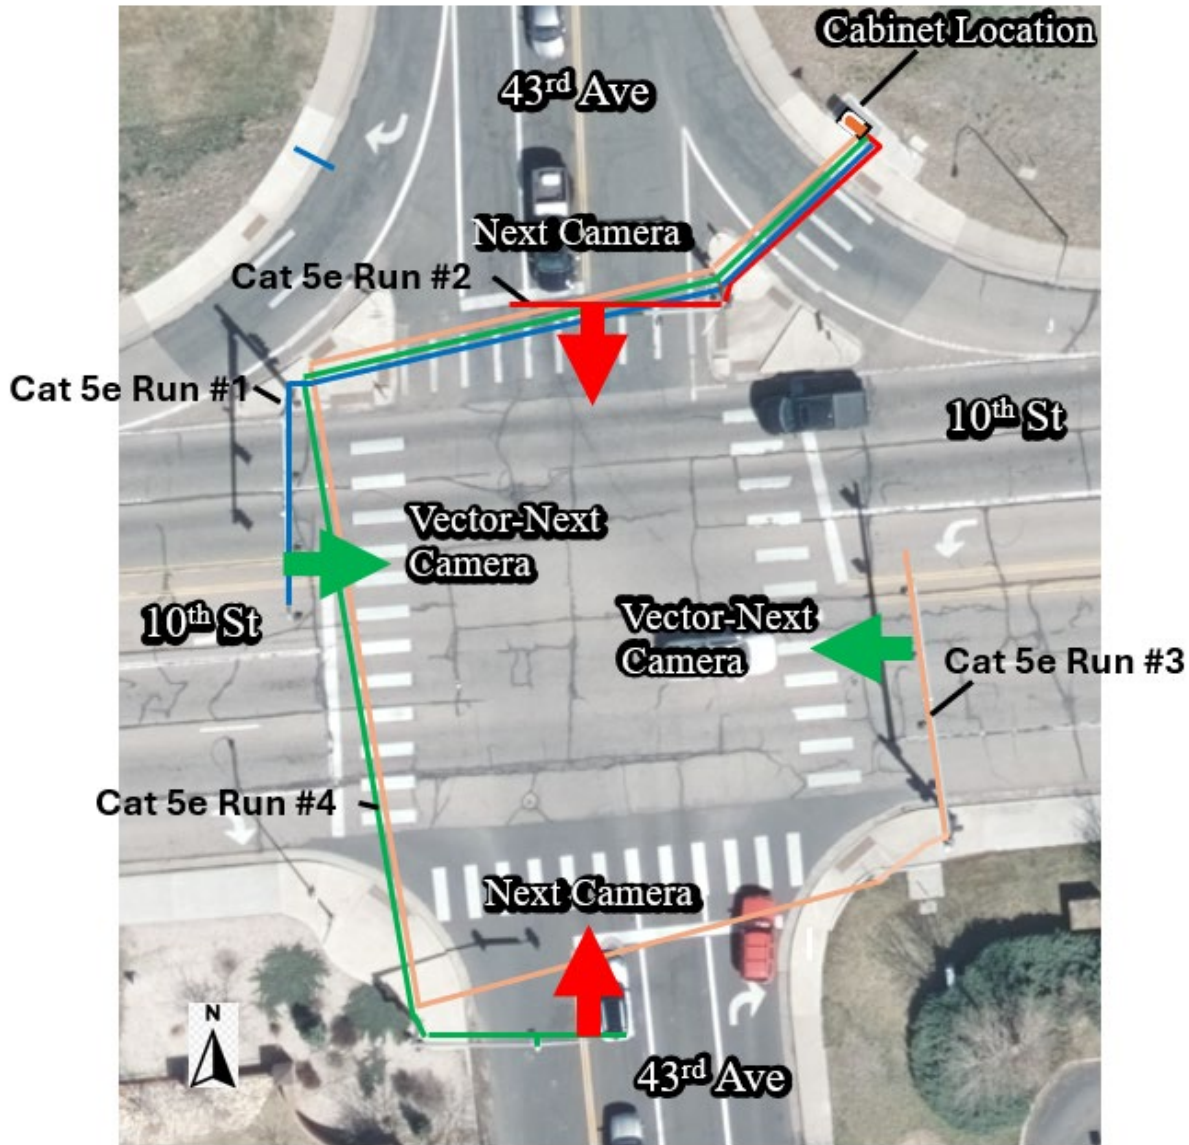 Cabinet Location
43rd Ave
Next Camera
Cat 5e Run #2
Cat 5e Run #1
10th St
Vector-Next
Camera
10th St
Vector-Next
Camera
Cat 5e Run #3
Cat 5e Run #4
Next Camera
N
43rd Ave